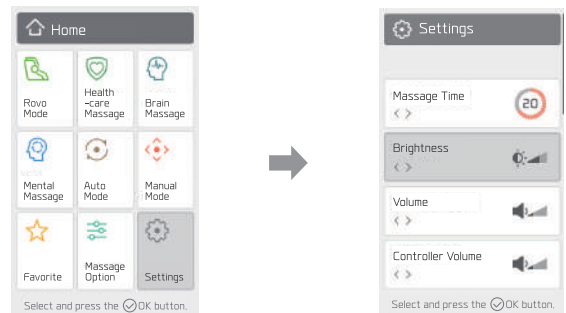 Home
Rovo
Mode
Health
-care
Massage
Brain
Massage
Mental
Massage
Auto
Mode
Manual
Mode
Favorite
Massage
Option
Settings
Select and press the OK button.
Settings
Massage Time
< >
20
Brightness
< >
Volume
< >
Controller Volume
< >
Select and press the OK button.